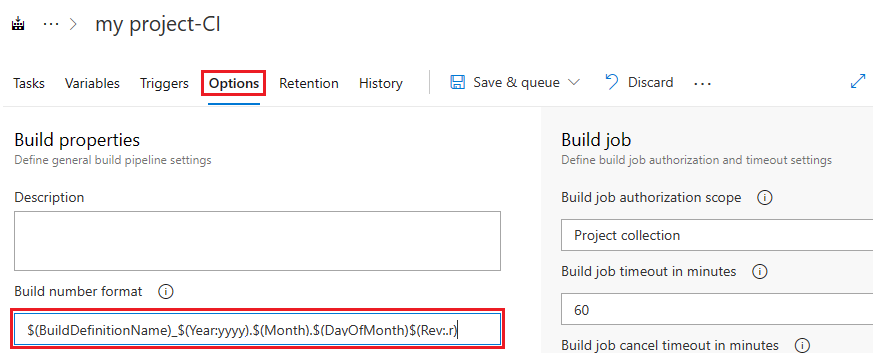 ··· > my project-CI
Tasks Variables Triggers Options Retention History Save & queue Discard ···
Build properties
Define general build pipeline settings
Description
Build number format
$(BuildDefinitionName)_$(Year:yyyy).$(Month).$(DayOfMonth)$(Rev:.r)
Build job
Define build job authorization and timeout settings
Build job authorization scope
Project collection
Build job timeout in minutes
60
Build job cancel timeout in minutes